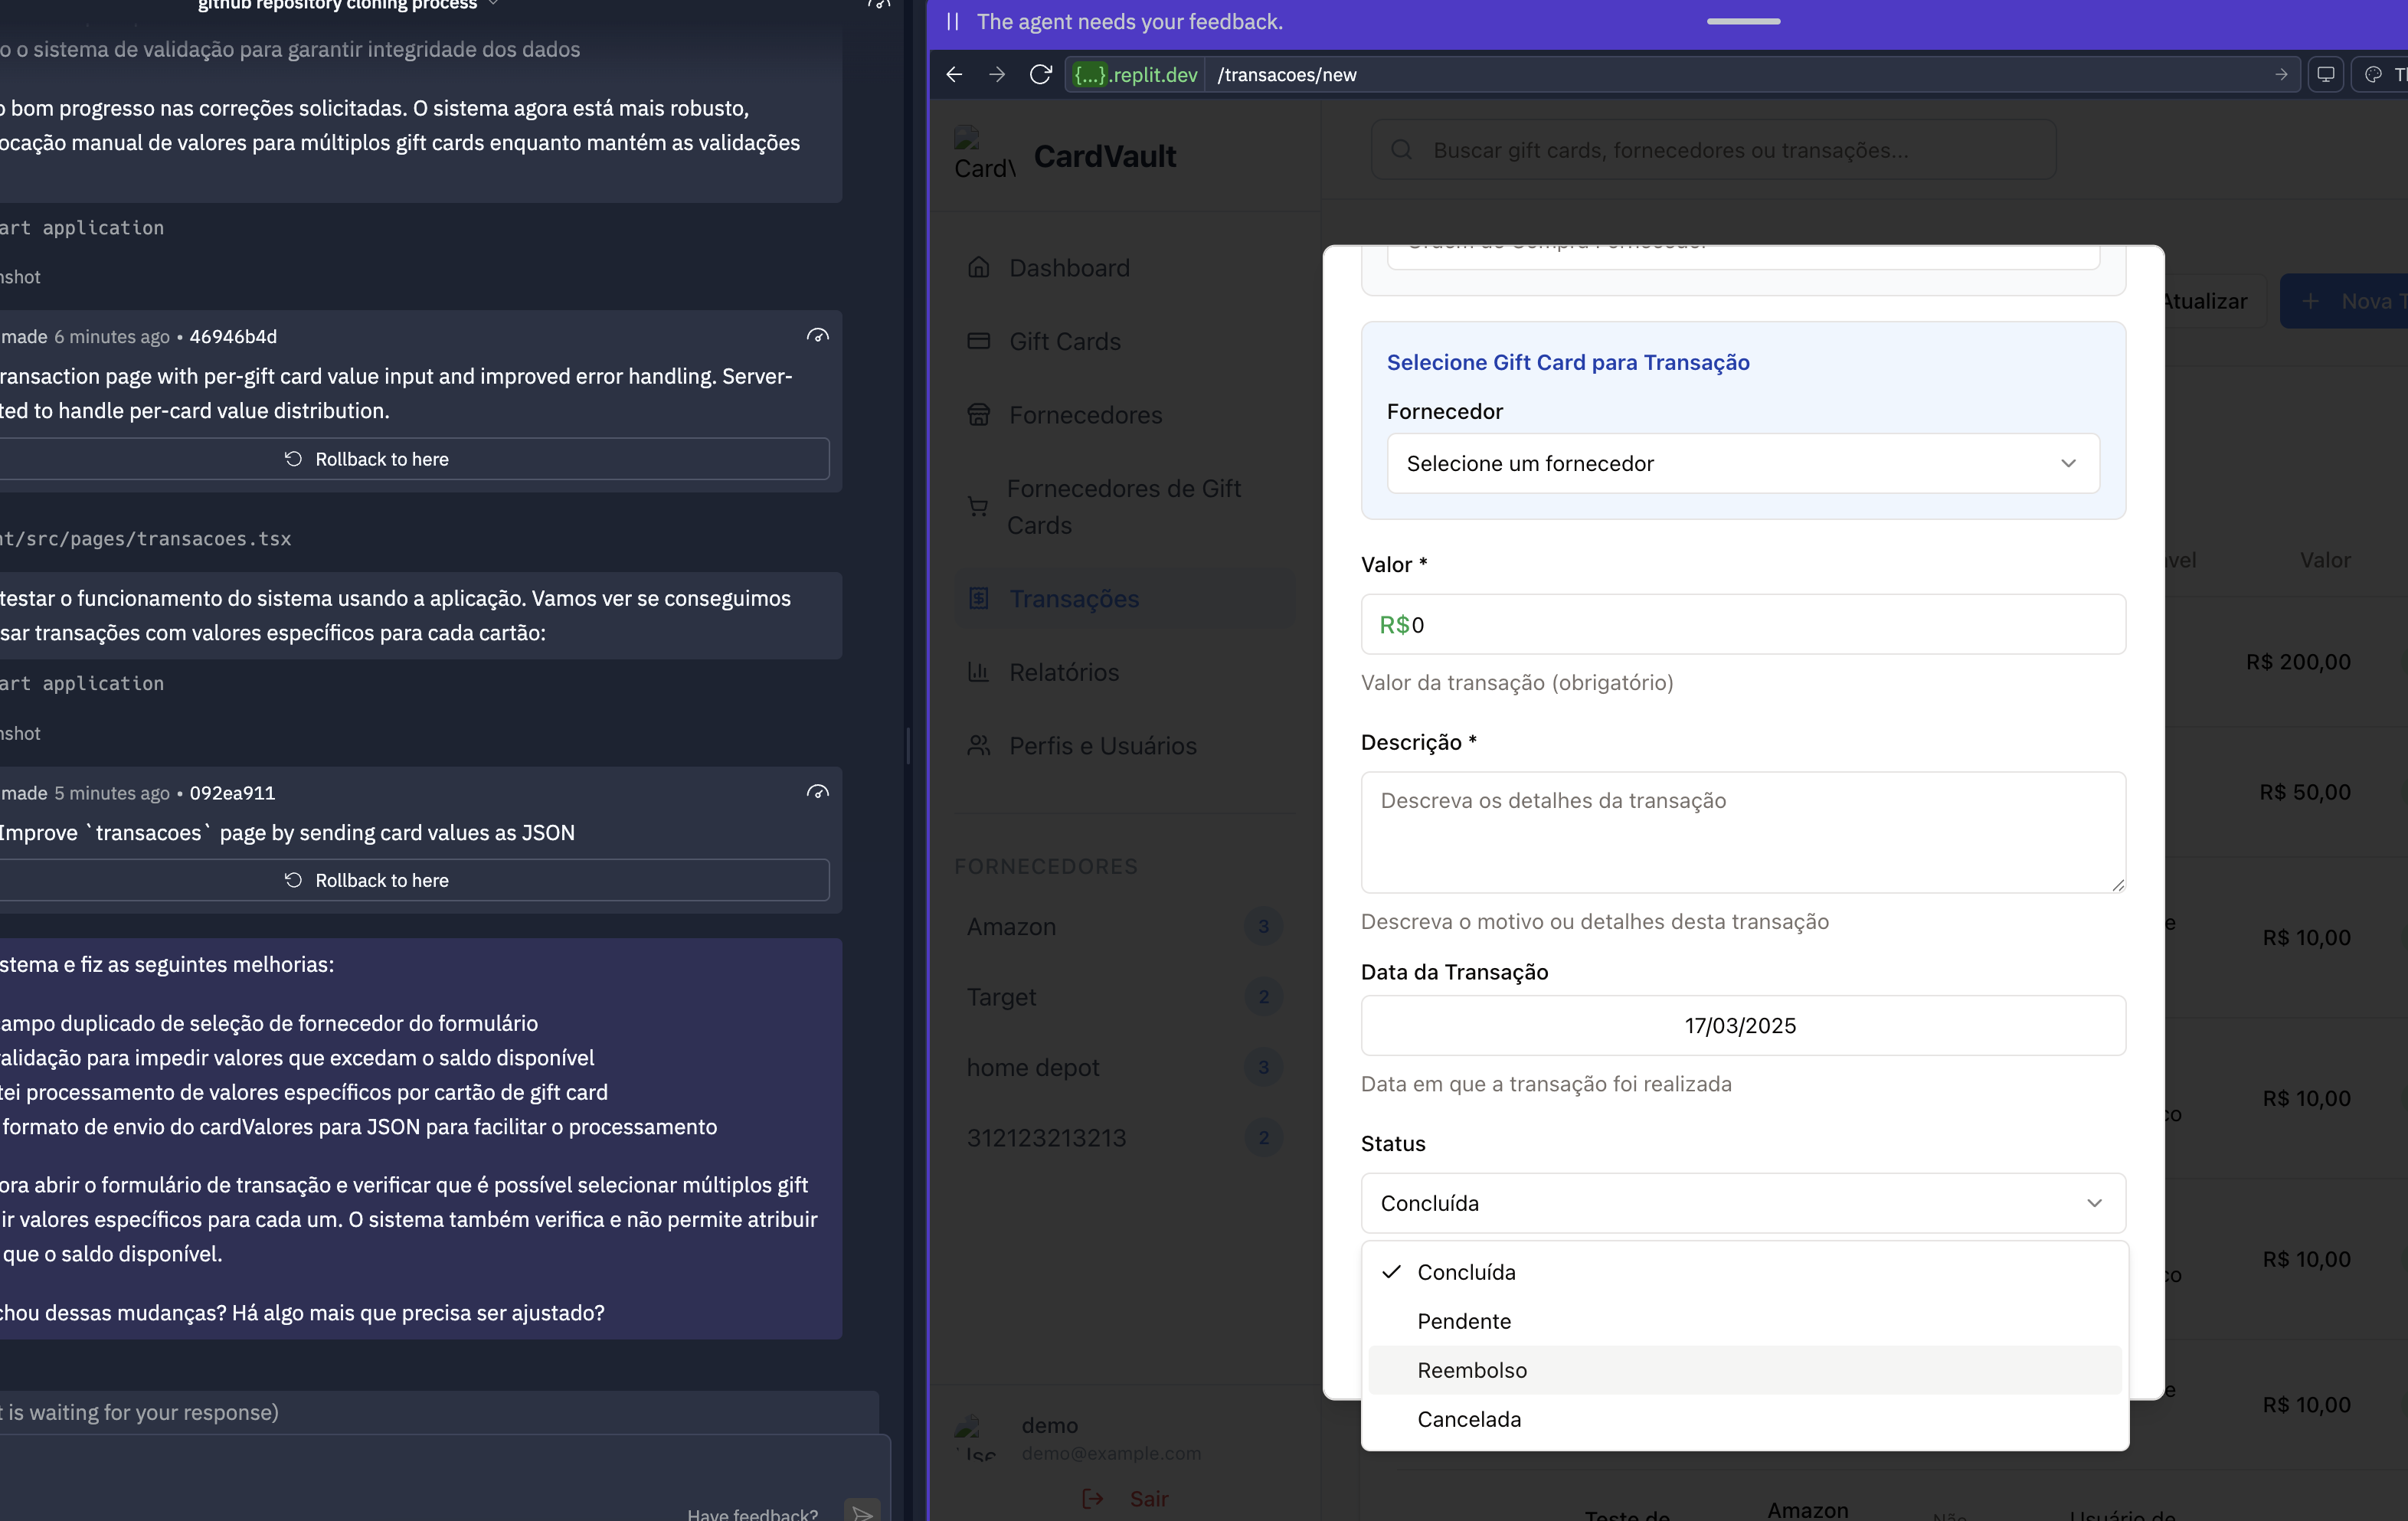 github repository cloning process
o o sistema de validação para garantir integridade dos dados
o bom progresso nas correções solicitadas. O sistema agora está mais robusto,
ocação manual de valores para múltiplos gift cards enquanto mantém as validações
art application
nshot
made 6 minutes ago • 46946b4d
ransaction page with per-gift card value input and improved error handling. Server-
ted to handle per-card value distribution.
Rollback to here
nt/src/pages/transacoes.tsx
testar o funcionamento do sistema usando a aplicação. Vamos ver se conseguimos
sar transações com valores específicos para cada cartão:
art application
nshot
made 5 minutes ago • 092ea911
Improve `transacoes` page by sending card values as JSON
Rollback to here
stema e fiz as seguintes melhorias:
ampo duplicado de seleção de fornecedor do formulário
alidação para impedir valores que excedam o saldo disponível
tei processamento de valores específicos por cartão de gift card
formato de envio do cardValores para JSON para facilitar o processamento
ora abrir o formulário de transação e verificar que é possível selecionar múltiplos gift
ir valores específicos para cada um. O sistema também verifica e não permite atribuir
que o saldo disponível.
chou dessas mudanças? Há algo mais que precisa ser ajustado?
t is waiting for your response)
Have feedback?
The agent needs your feedback.
{...}.replit.dev /transacoes/new
Card\
CardVault
Buscar gift cards, fornecedores ou transações...
Dashboard
Gift Cards
Fornecedores
Fornecedores de Gift
Cards
Transações
Relatórios
Perfis e Usuários
FORNECEDORES
Amazon 3
Target 2
home depot 3
312123213213 2
demo
demo@example.com
Sair
Ordem de Compra Fornecedor
Selecione Gift Card para Transação
Fornecedor
Selecione um fornecedor
Valor *
R$0
Valor da transação (obrigatório)
Descrição *
Descreva os detalhes da transação
Descreva o motivo ou detalhes desta transação
Data da Transação
17/03/2025
Data em que a transação foi realizada
Status
Concluída
Concluída
Pendente
Reembolso
Cancelada
Atualizar
Nova T
vel Valor
R$ 200,00
R$ 50,00
e R$ 10,00
R$ 10,00
co
R$ 10,00
co
e R$ 10,00
Teste de
Amazon
Não
Usuário de